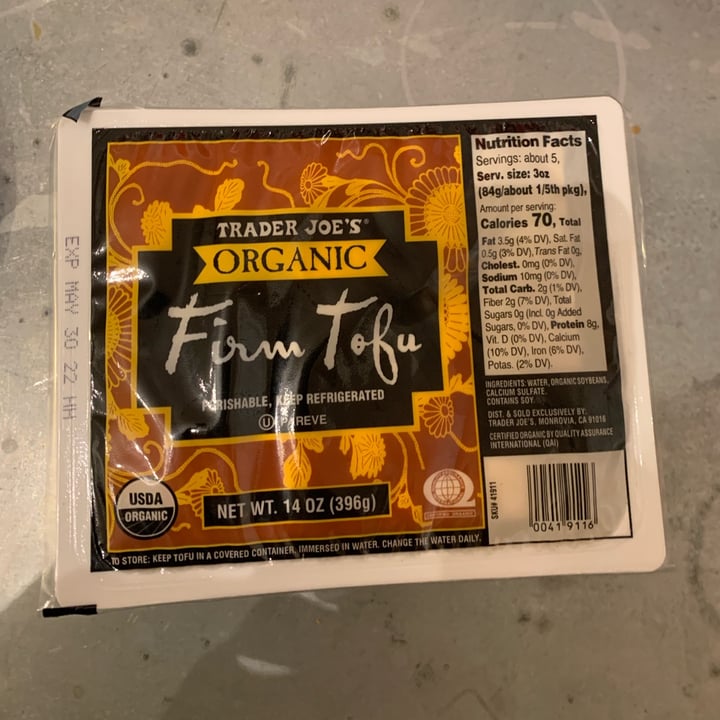 EXP MAY 30 22 HH
TRADER JOE'S®
ORGANIC
Firm Tofu
PERISHABLE, KEEP REFRIGERATED
U PAREVE
USDA
ORGANIC
NET WT. 14 OZ (396g)
Q
CERTIFIED ORGANIC
TO STORE: KEEP TOFU IN A COVERED CONTAINER, IMMERSED IN WATER. CHANGE THE WATER DAILY.
Nutrition Facts
Servings: about 5,
Serv. size: 3oz
(84g/about 1/5th pkg),
Amount per serving:
Calories 70, Total
Fat 3.5g (4% DV), Sat. Fat
0.5g (3% DV), Trans Fat 0g,
Cholest. 0mg (0% DV),
Sodium 10mg (0% DV),
Total Carb. 2g (1% DV),
Fiber 2g (7% DV), Total
Sugars 0g (Incl. 0g Added
Sugars, 0% DV), Protein 8g,
Vit. D (0% DV), Calcium
(10% DV), Iron (6% DV),
Potas. (2% DV).
INGREDIENTS: WATER, ORGANIC SOYBEANS,
CALCIUM SULFATE.
CONTAINS SOY.
DIST. & SOLD EXCLUSIVELY BY:
TRADER JOE'S, MONROVIA, CA 91016
CERTIFIED ORGANIC BY QUALITY ASSURANCE
INTERNATIONAL (QAI)
SKU# 41911
0041 9116